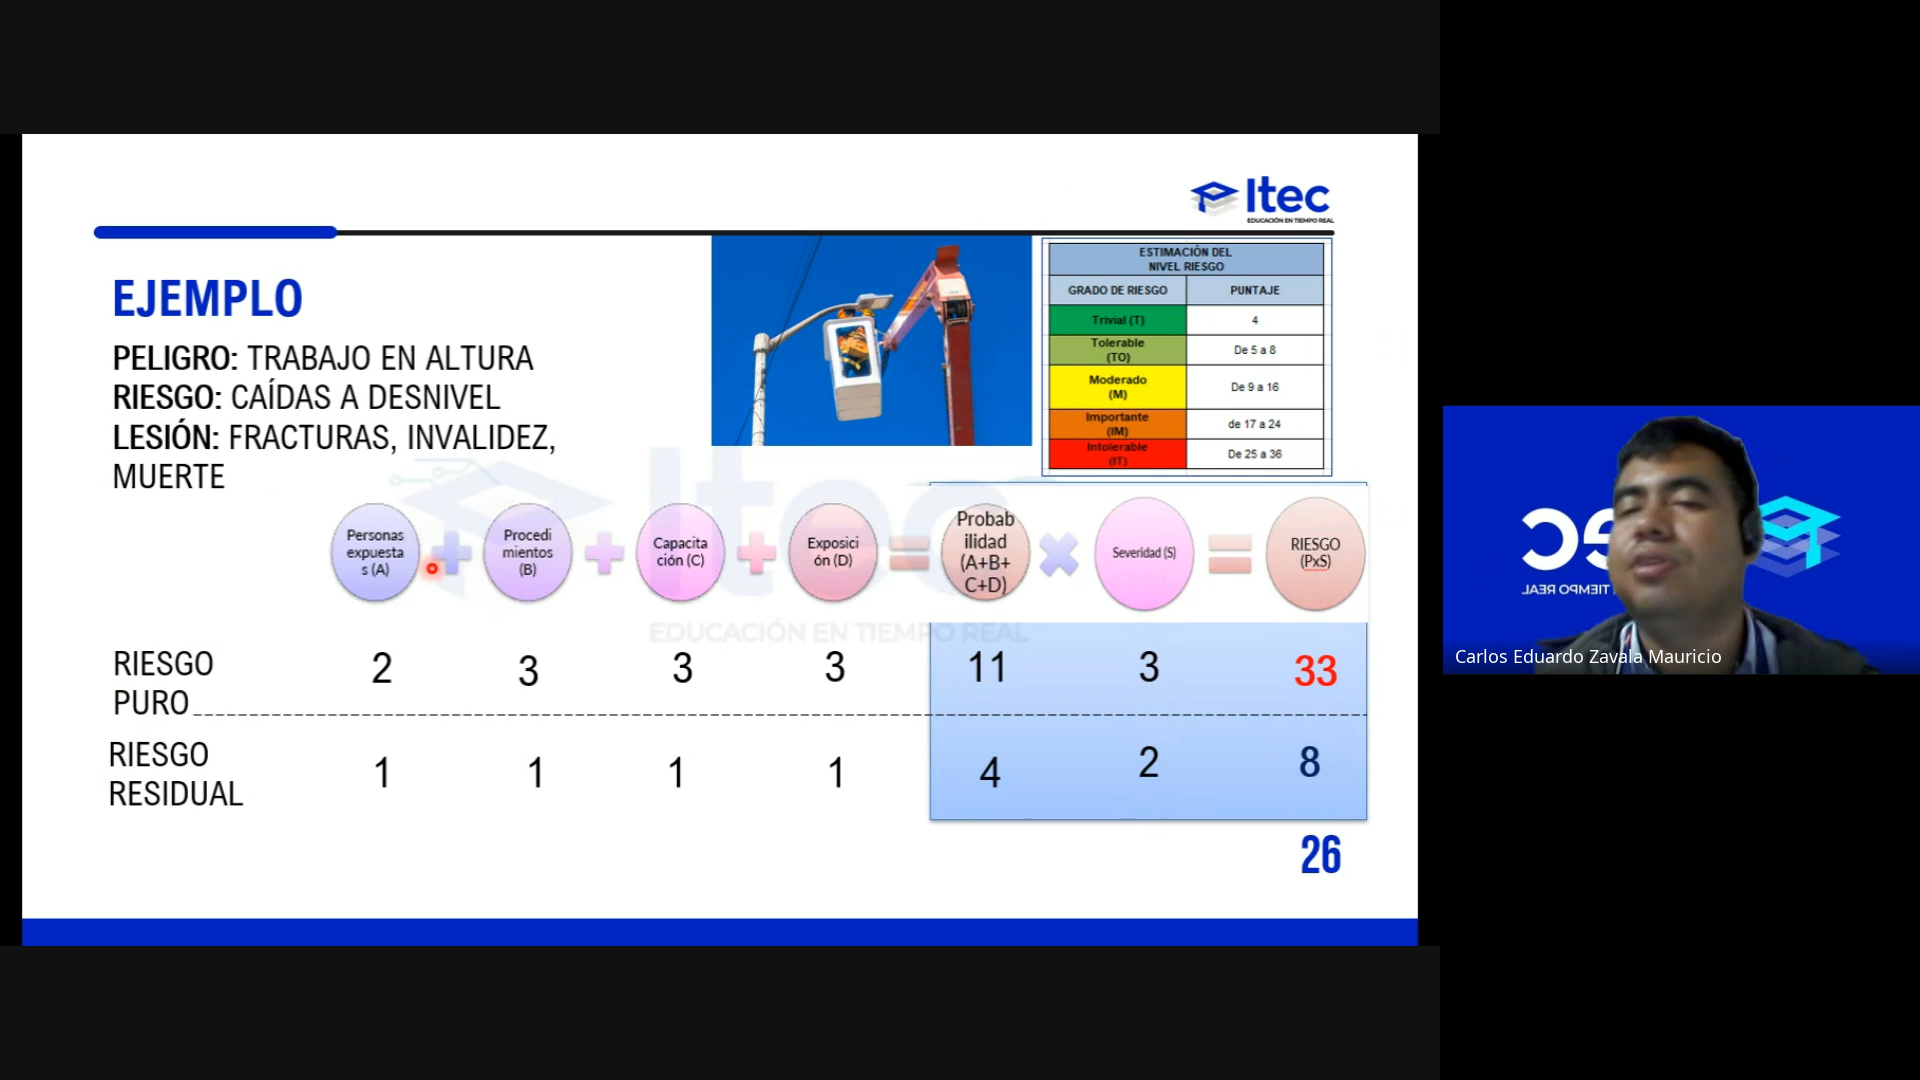 Itec
EDUCACIÓN EN TIEMPO REAL
EJEMPLO
PELIGRO: TRABAJO EN ALTURA
RIESGO: CAÍDAS A DESNIVEL
LESIÓN: FRACTURAS, INVALIDEZ,
MUERTE
ESTIMACIÓN DEL
NIVEL RIESGO
GRADO DE RIESGO PUNTAJE
Trivial (T) 4
Tolerable
(TO) De 5 a 8
Moderado
(M) De 9 a 16
Importante
(IM) de 17 a 24
Intolerable
(IT) De 25 a 36
Personas
expuesta
s (A)
Procedi
mientos
(B)
Capacita
ción (C)
Exposici
ón (D)
Probab
ilidad
(A+B+
C+D)
Severidad (S)
RIESGO
(PxS)
Itec
EDUCACIÓN EN TIEMPO REAL
RIESGO
PURO 2 3 3 3 11 3 33
RIESGO
RESIDUAL 1 1 1 1 4 2 8
26
TIEMPO REAL
Carlos Eduardo Zavala Mauricio